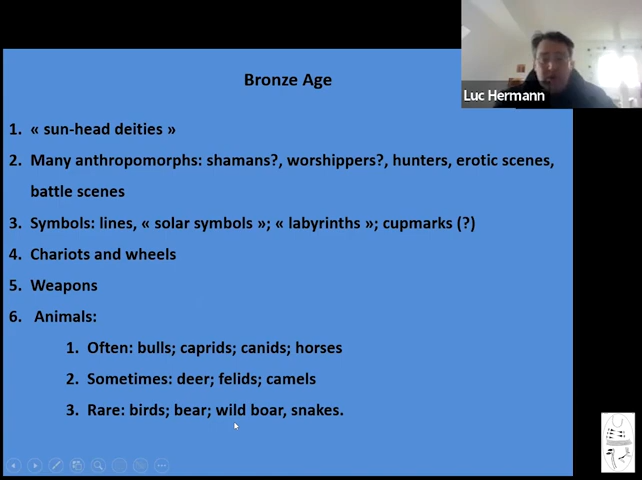 Luc Hermann
Bronze Age
1. « sun-head deities »
2. Many anthropomorphs: shamans?, worshippers?, hunters, erotic scenes,
battle scenes
3. Symbols: lines, « solar symbols »; « labyrinths »; cupmarks (?)
4. Chariots and wheels
5. Weapons
6. Animals:
1. Often: bulls; caprids; canids; horses
2. Sometimes: deer; felids; camels
3. Rare: birds; bear; wild boar, snakes.